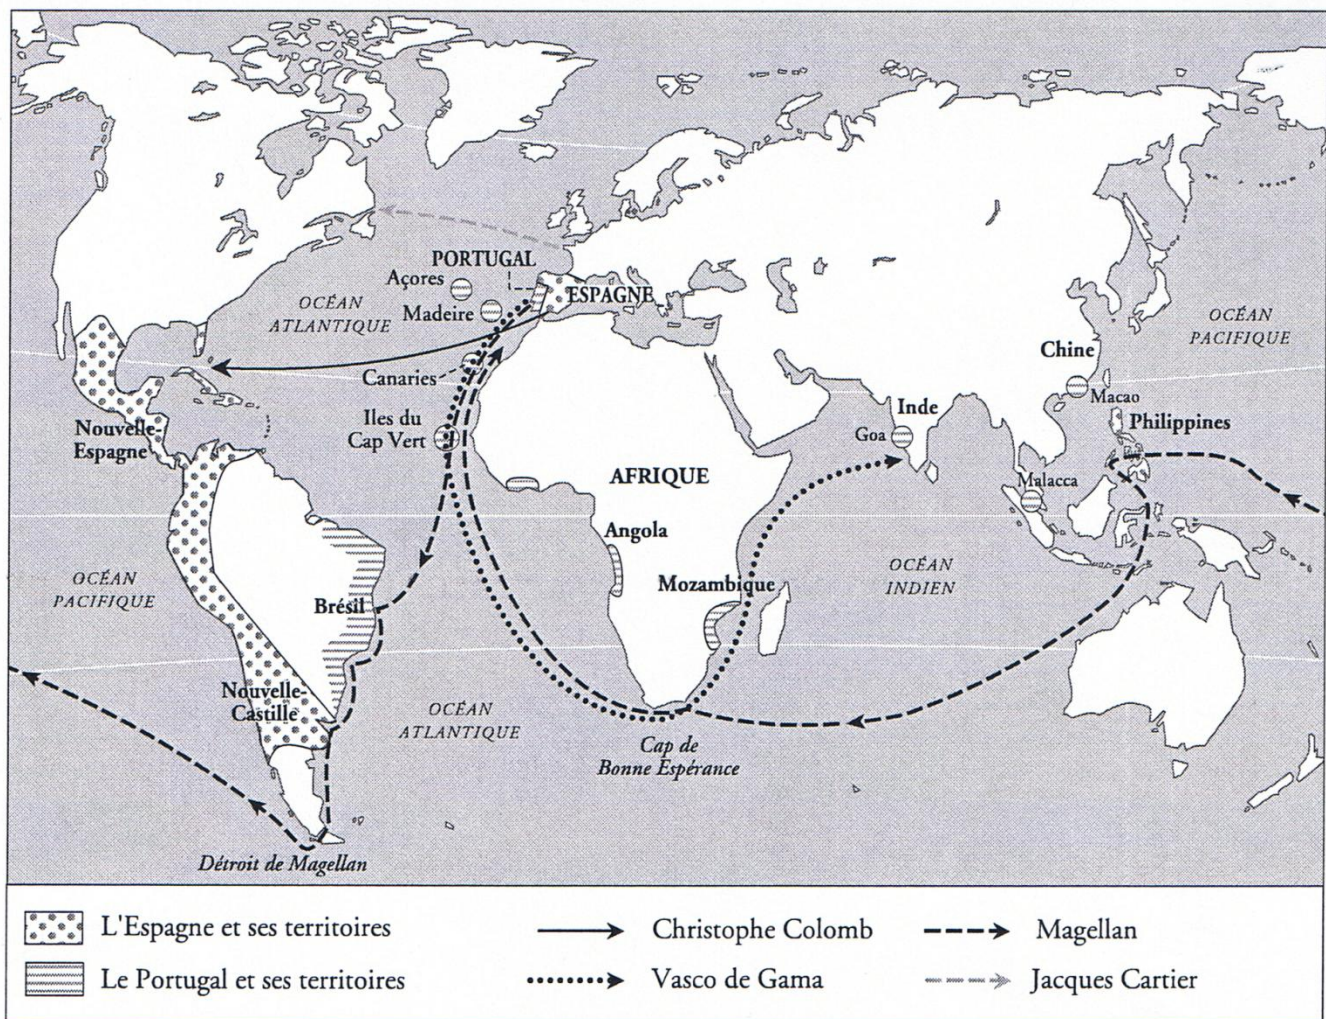 PORTUGAL
Açores
ESPAGNE
Madeire
OCÉAN
ATLANTIQUE
OCÉAN
PACIFIQUE
Chine
Canaries
Macao
Inde
Iles du
Cap Vert
Philippines
Goa
Nouvelle-
Espagne
AFRIQUE
Malacca
Angola
OCÉAN
PACIFIQUE
OCÉAN
INDIEN
Mozambique
Brésil
Nouvelle-
Castille
OCÉAN
ATLANTIQUE
Cap de
Bonne Espérance
Détroit de Magellan
L'Espagne et ses territoires
Christophe Colomb
Magellan
Le Portugal et ses territoires
Vasco de Gama
Jacques Cartier